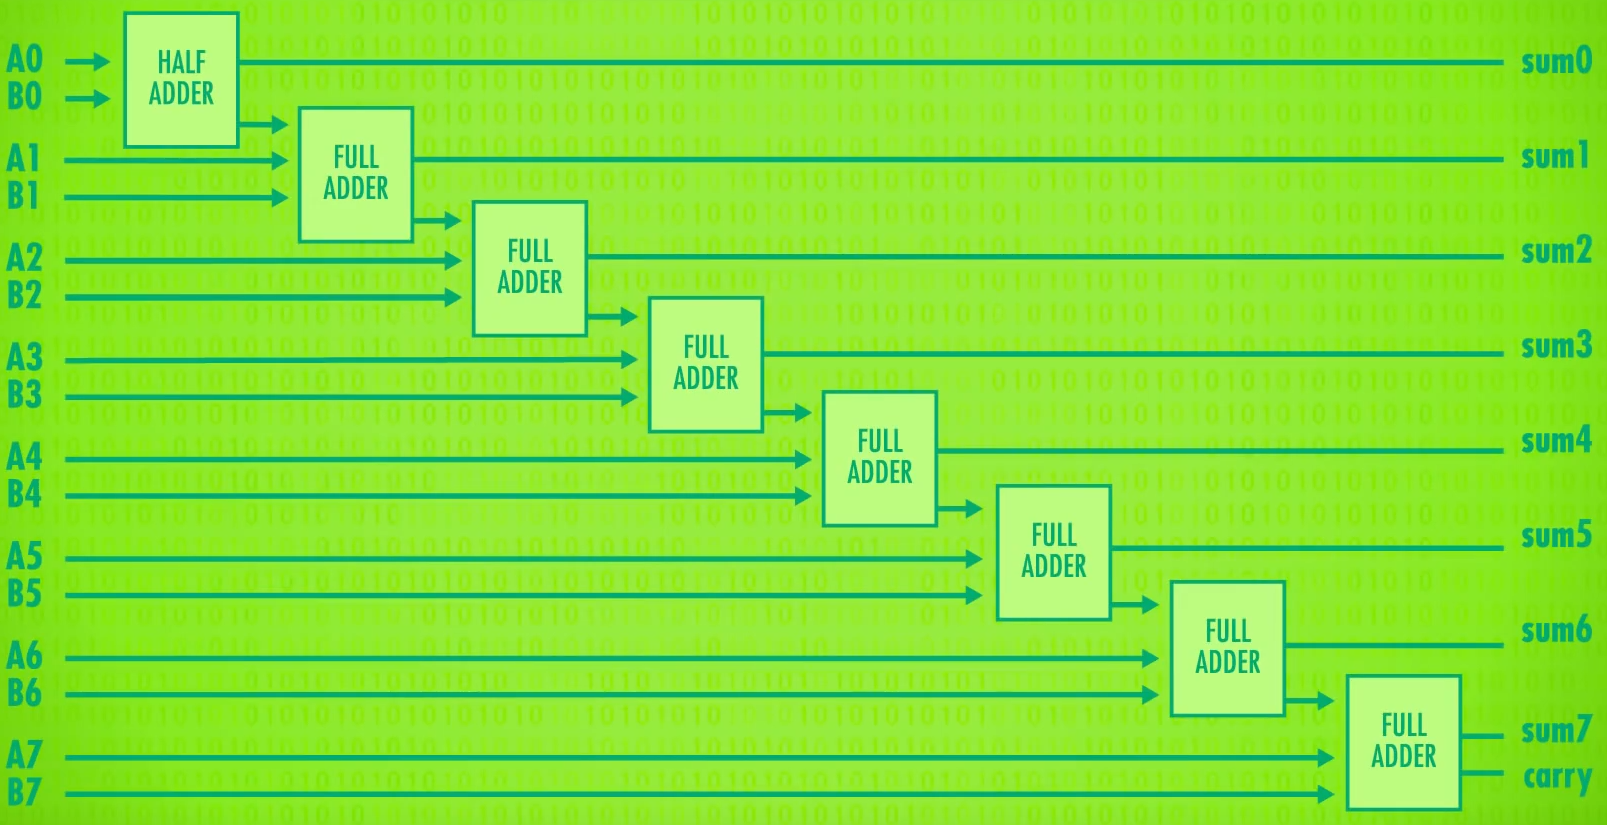 A0
B0
HALF
ADDER
sum0
A1
B1
FULL
ADDER
sum1
A2
B2
FULL
ADDER
sum2
A3
B3
FULL
ADDER
sum3
A4
B4
FULL
ADDER
sum4
A5
B5
FULL
ADDER
sum5
A6
B6
FULL
ADDER
sum6
A7
B7
FULL
ADDER
sum7
carry